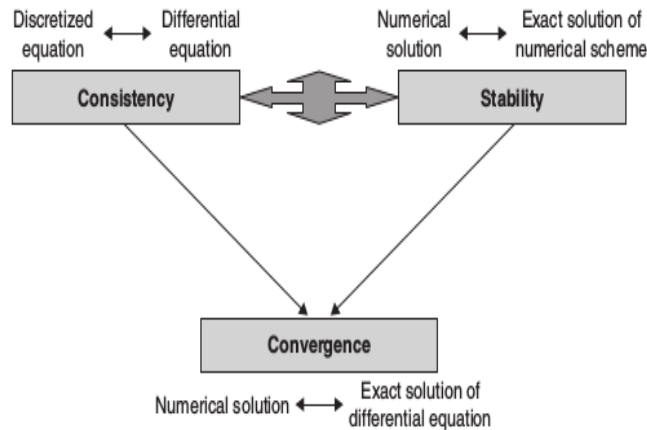 Discretized equation
Differential equation
Numerical solution
Exact solution of numerical scheme
Consistency
Stability
Convergence
Numerical solution
Exact solution of differential equation